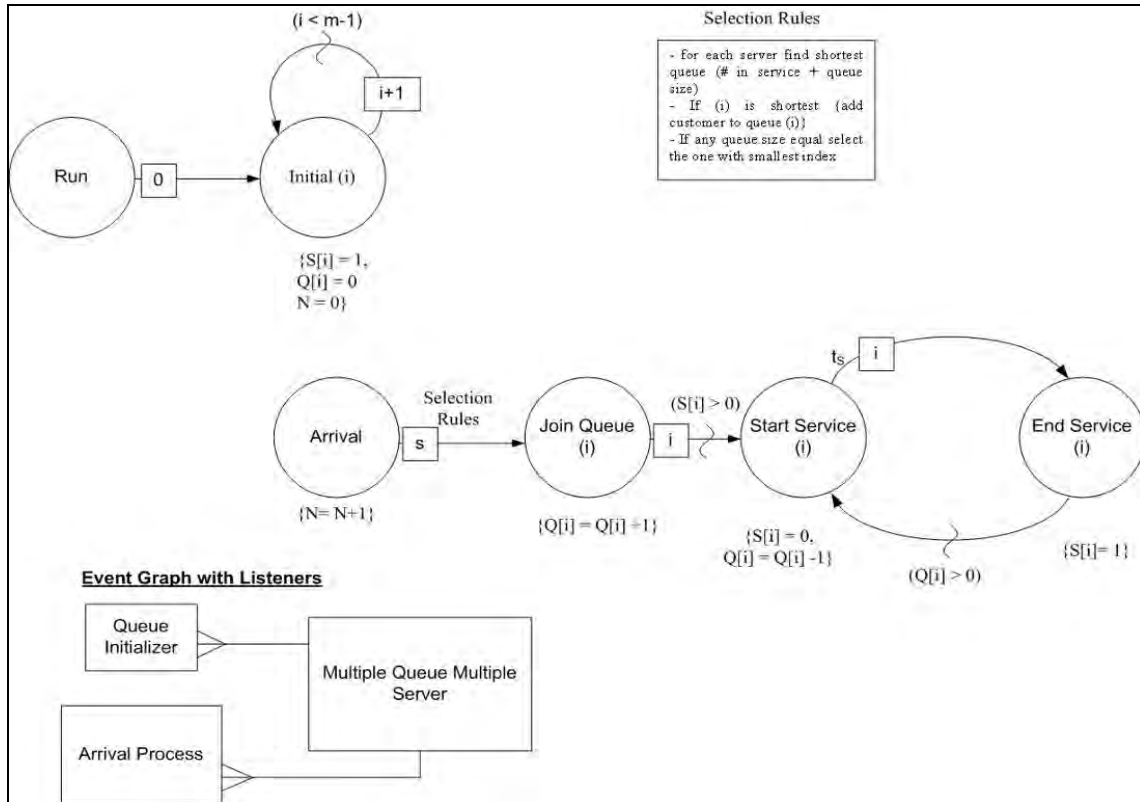 (i < m-1)
i+1
Run
0
Initial (i)
{S[i] = 1,
Q[i] = 0
N = 0}
Selection Rules
- for each server find shortest
queue (# in service + queue
size)
- If (i) is shortest {add
customer to queue (i)}
- If any queue size equal select
the one with smallest index
Arrival
{N= N+1}
Selection
Rules
s
Join Queue
(i)
{Q[i] = Q[i] +1}
(S[i] > 0)
i
Start Service
(i)
{S[i] = 0,
Q[i] = Q[i] -1}
ts
i
End Service
(i)
{S[i]= 1}
(Q[i] > 0)
Event Graph with Listeners
Queue
Initializer
Multiple Queue Multiple
Server
Arrival Process